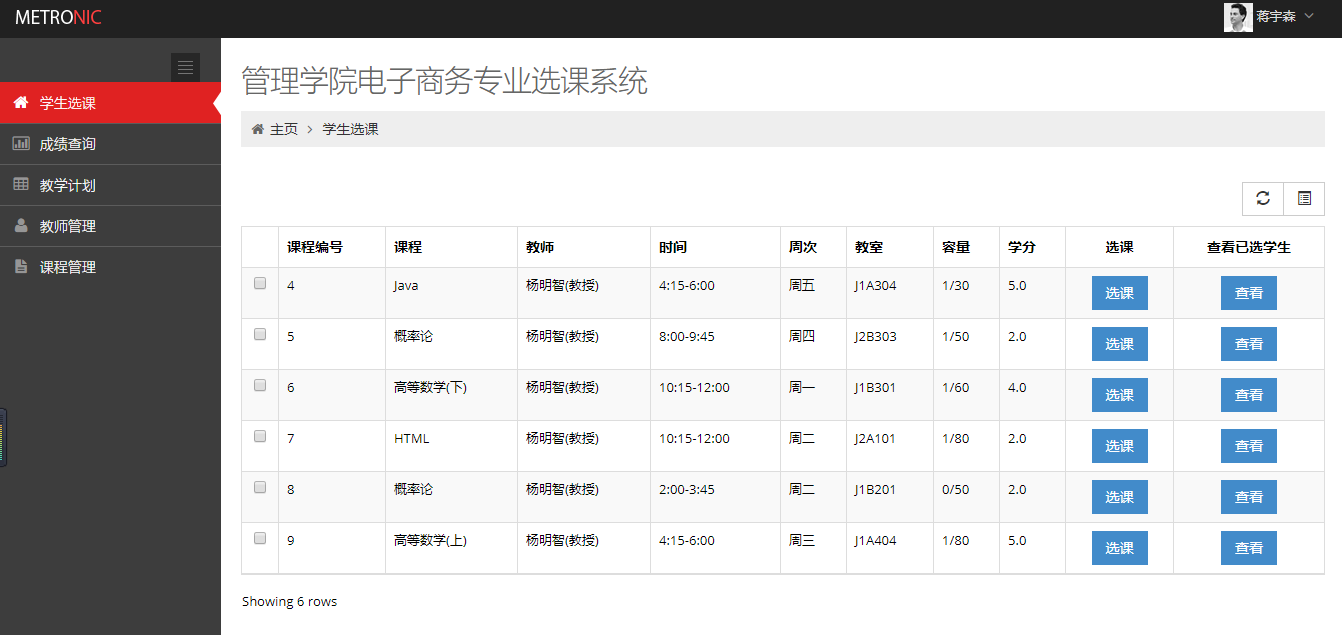 METRONIC
蒋宇森
学生选课
成绩查询
教学计划
教师管理
课程管理
管理学院电子商务专业选课系统
主页 > 学生选课
课程编号 课程 教师 时间 周次 教室 容量 学分 选课 查看已选学生
4 Java 杨明智(教授) 4:15-6:00 周五 J1A304 1/30 5.0 选课 查看
5 概率论 杨明智(教授) 8:00-9:45 周四 J2B303 1/50 2.0 选课 查看
6 高等数学(下) 杨明智(教授) 10:15-12:00 周一 J1B301 1/60 4.0 选课 查看
7 HTML 杨明智(教授) 10:15-12:00 周二 J2A101 1/80 2.0 选课 查看
8 概率论 杨明智(教授) 2:00-3:45 周二 J1B201 0/50 2.0 选课 查看
9 高等数学(上) 杨明智(教授) 4:15-6:00 周三 J1A404 1/80 5.0 选课 查看
Showing 6 rows